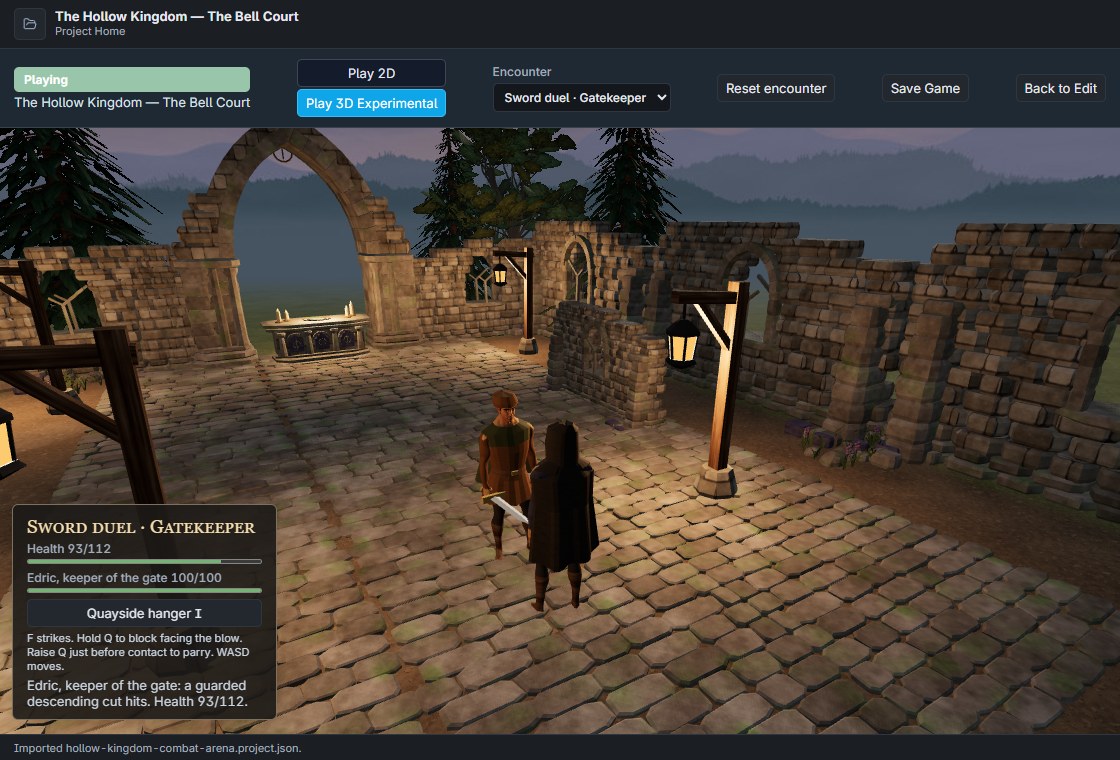 The Hollow Kingdom — The Bell Court
Project Home
Playing
The Hollow Kingdom — The Bell Court
Play 2D
Play 3D Experimental
Encounter
Sword duel · Gatekeeper
Reset encounter
Save Game
Back to Edit
Sword duel · Gatekeeper
Health 93/112
Edric, keeper of the gate 100/100
Quayside hanger I
F strikes. Hold Q to block facing the blow.
Raise Q just before contact to parry. WASD
moves.
Edric, keeper of the gate: a guarded
descending cut hits. Health 93/112.
Imported hollow-kingdom-combat-arena.project.json.